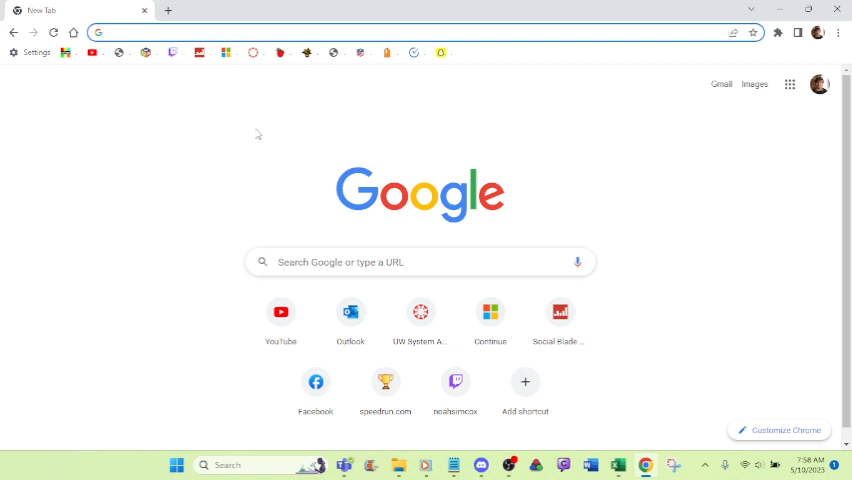 New Tab
Settings
Gmail Images
Google
Search Google or type a URL
YouTube Outlook UW System A... Continue Social Blade ...
Facebook speedrun.com noahsimcox Add shortcut
Customize Chrome
Search
7:58 AM
5/10/2023